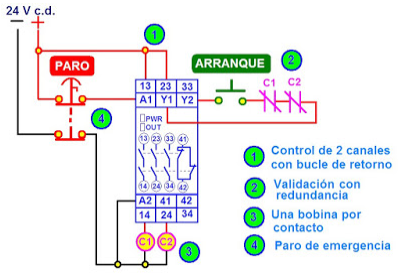 24 V c.d.
− +
1
PARO
ARRANQUE
2
C1 C2
13 23 33
A1 Y1 Y2
PWR
OUT
13 23 33 41
14 24 34 42
4
A2 41 42
14 24 34
C1 C2
3
1 Control de 2 canales
con bucle de retorno
2 Validación con
redundancia
3 Una bobina por
contacto
4 Paro de emergencia